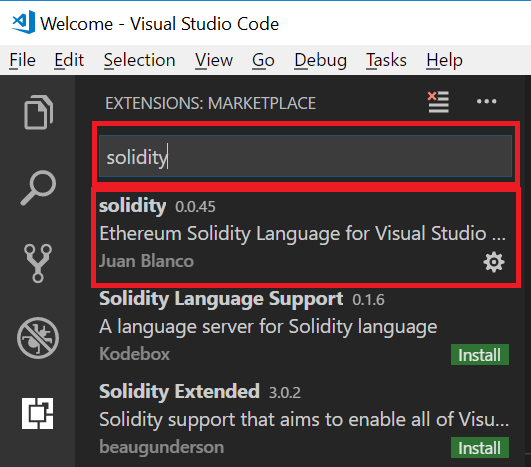 Welcome - Visual Studio Code
File Edit Selection View Go Debug Tasks Help
EXTENSIONS: MARKETPLACE
solidity
solidity 0.0.45
Ethereum Solidity Language for Visual Studio ...
Juan Blanco
Solidity Language Support 0.1.6
A language server for Solidity language
Kodebox Install
Solidity Extended 3.0.2
Solidity support that aims to enable all of Visu...
beaugunderson Install